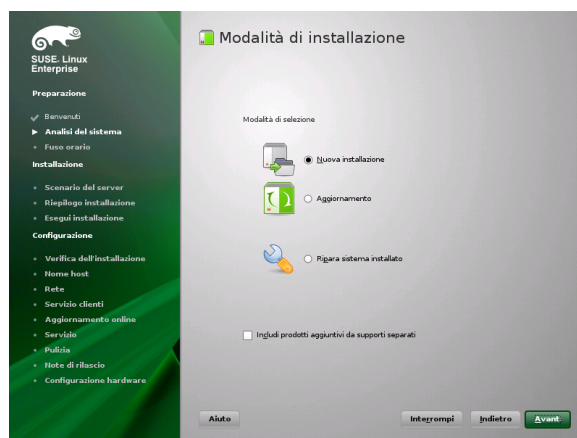 SUSE. Linux
Enterprise
Preparazione
Benvenuti
Analisi del sistema
Fuso orario
Installazione
Scenario del server
Riepilogo installazione
Esegui installazione
Configurazione
Verifica dell'installazione
Nome host
Rete
Servizio clienti
Aggiornamento online
Servizio
Pulizia
Note di rilascio
Configurazione hardware
Modalità di installazione
Modalità di selezione
Nuova installazione
Aggiornamento
Ripara sistema installato
Includi prodotti aggiuntivi da supporti separati
Aiuto
Interrompi
Indietro
Avant